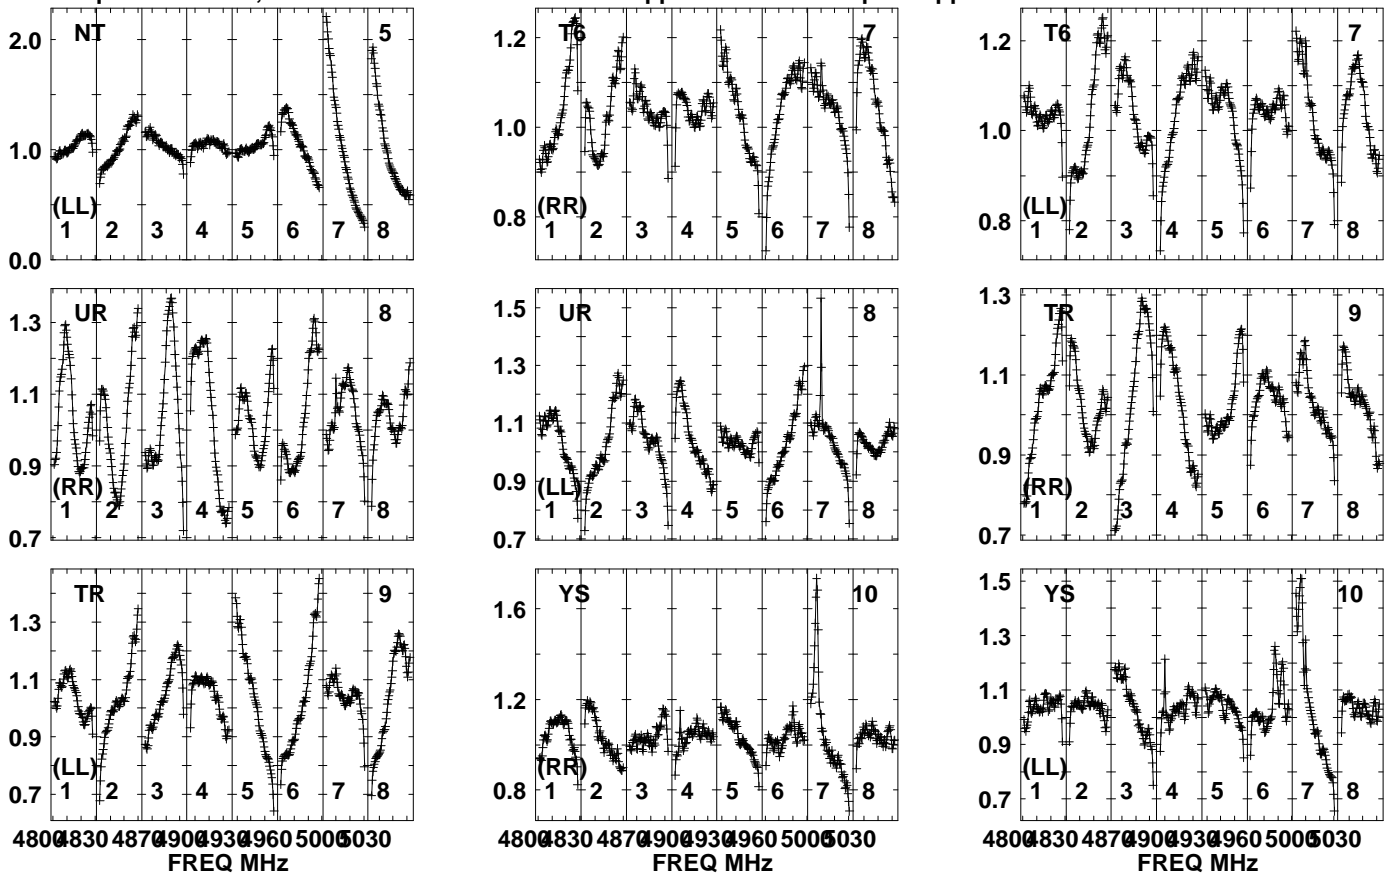 NT 5
2.0
1.0
0.0
(LL)
1 2 3 4 5 6 7 8
T6 7
1.2
1.0
0.8
(RR)
1 2 3 4 5 6 7 8
T6 7
1.2
1.0
0.8
(LL)
1 2 3 4 5 6 7 8
UR 8
1.3
1.1
0.9
0.7
(RR)
1 2 3 4 5 6 7 8
UR 8
1.5
1.3
1.1
0.9
0.7
(LL)
1 2 3 4 5 6 7 8
TR 9
1.3
1.1
0.9
0.7
(RR)
1 2 3 4 5 6 7 8
TR 9
1.3
1.1
0.9
0.7
(LL)
1 2 3 4 5 6 7 8
4800 4830 4870 4900 4930 4960 5000 5030
FREQ MHz
YS 10
1.6
1.2
0.8
(RR)
1 2 3 4 5 6 7 8
4800 4830 4870 4900 4930 4960 5000 5030
FREQ MHz
YS 10
1.5
1.3
1.1
0.9
0.7
(LL)
1 2 3 4 5 6 7 8
4800 4830 4870 4900 4930 4960 5000 5030
FREQ MHz